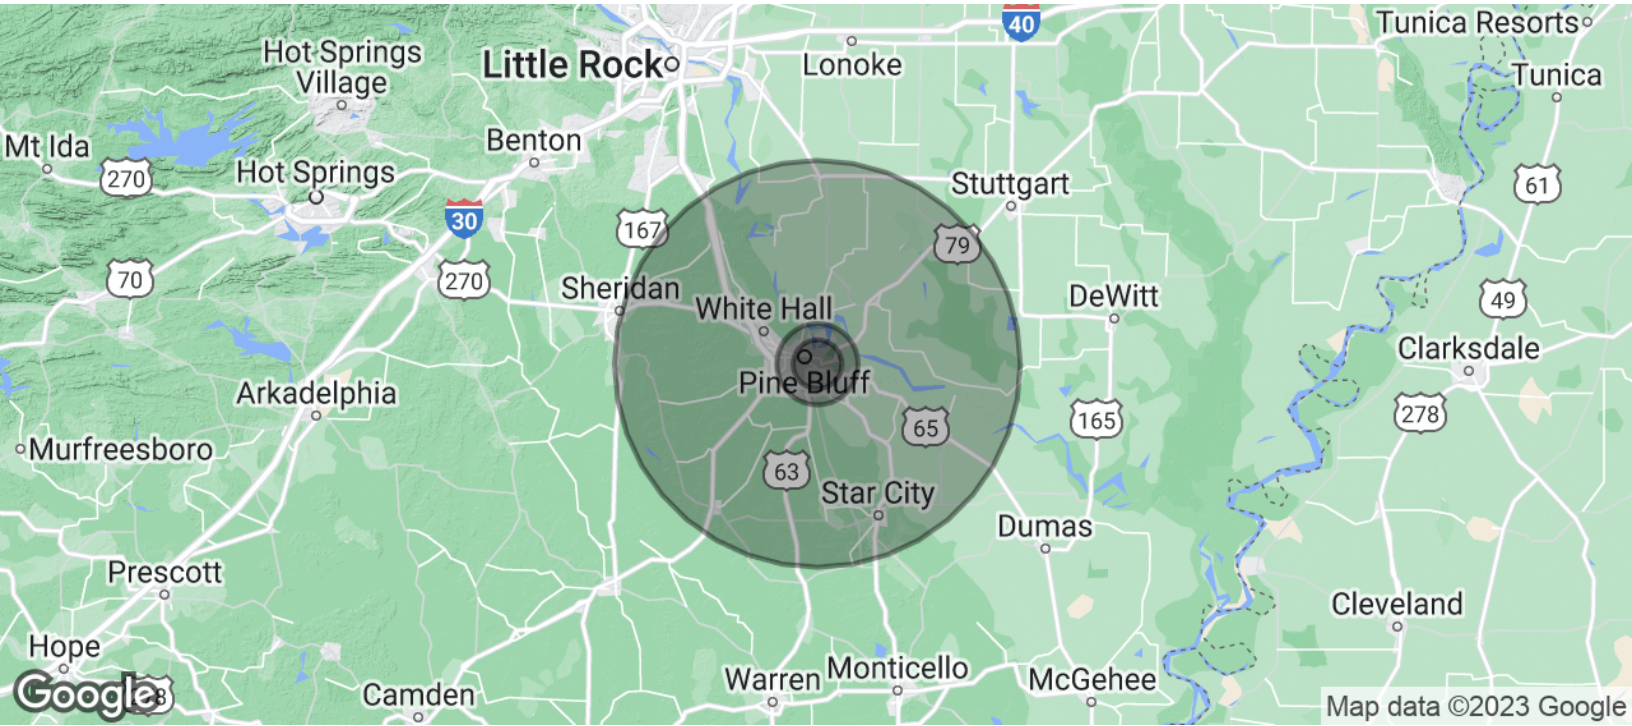 40
Tunica Resorts
Hot Springs
Village
Little Rock
Lonoke
Tunica
Benton
Mt Ida
270
Hot Springs
Stuttgart
61
30
167
79
70
270
Sheridan
White Hall
DeWitt
49
Clarksdale
Pine Bluff
Arkadelphia
278
165
65
Murfreesboro
63
Star City
Dumas
Prescott
Cleveland
Hope
Warren
Monticello
McGehee
Camden
Google
Map data ©2023 Google